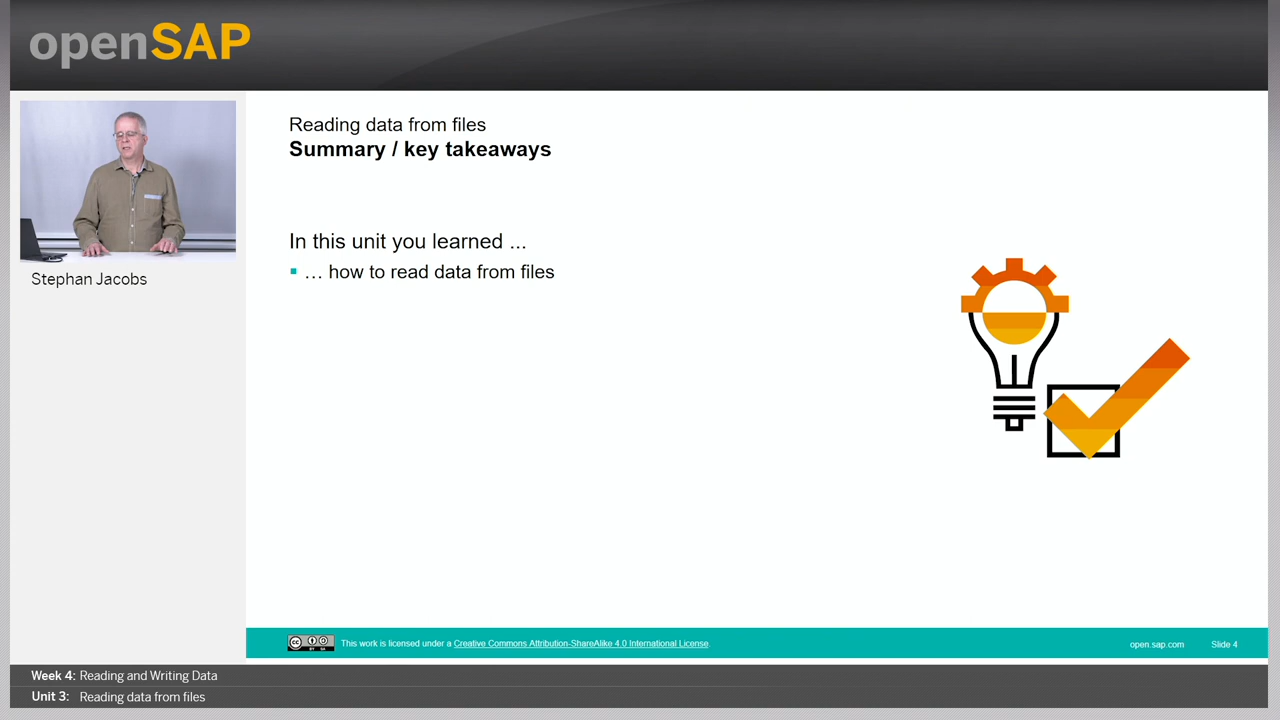 openSAP
Reading data from files
Summary / key takeaways
In this unit you learned ...
▪ … how to read data from files
Stephan Jacobs
This work is licensed under a Creative Commons Attribution-ShareAlike 4.0 International License.
open.sap.com
Slide 4
Week 4: Reading and Writing Data
Unit 3: Reading data from files